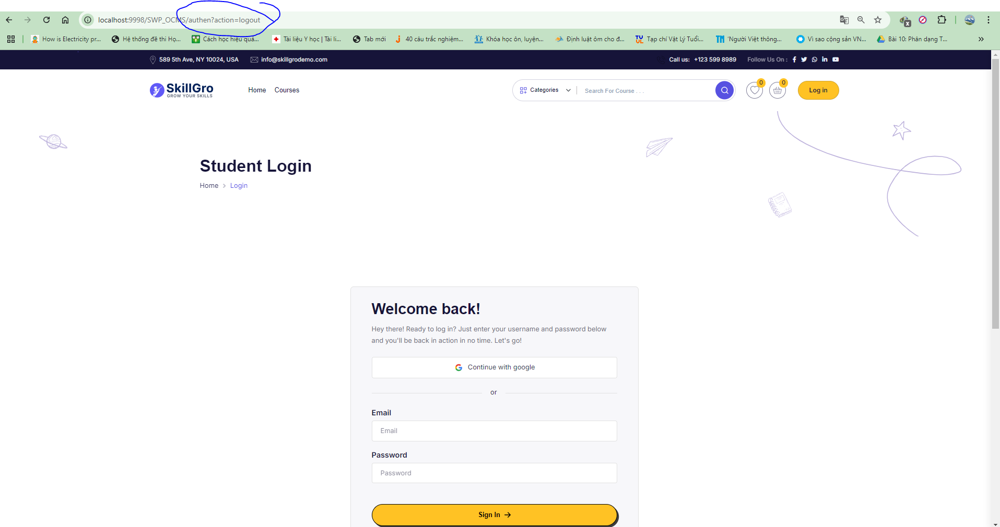 localhost:9998/SWP_OCMS/authen?action=logout
How is Electricity pr... Hệ thống đề thi Họ... Cách học hiệu quả... Tài liệu Y học | Tài li... Tab mới 40 câu trắc nghiệm... Khóa học ôn, luyện... Định luật ôm cho đ... Tạp chí Vật Lý Tuổi... 'Người Việt thông... Vì sao cộng sản VN... Bài 10: Phân dạng T...
589 5th Ave, NY 10024, USA info@skillgrodemo.com Call us: +123 599 8989 Follow Us On :
SkillGro
GROW YOUR SKILLS
Home Courses Categories Search For Course . . . 0 0 Log in
Student Login
Home Login
Welcome back!
Hey there! Ready to log in? Just enter your username and password below
and you'll be back in action in no time. Let's go!
Continue with google
or
Email
Email
Password
Password
Sign In